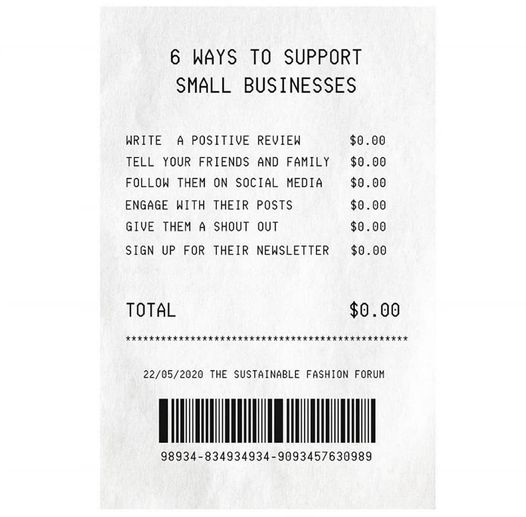 6 WAYS TO SUPPORT
SMALL BUSINESSES
WRITE A POSITIVE REVIEW $0.00
TELL YOUR FRIENDS AND FAMILY $0.00
FOLLOW THEM ON SOCIAL MEDIA $0.00
ENGAGE WITH THEIR POSTS $0.00
GIVE THEM A SHOUT OUT $0.00
SIGN UP FOR THEIR NEWSLETTER $0.00
TOTAL $0.00
************************************************
22/05/2020 THE SUSTAINABLE FASHION FORUM
98934-834934934-9093457630989